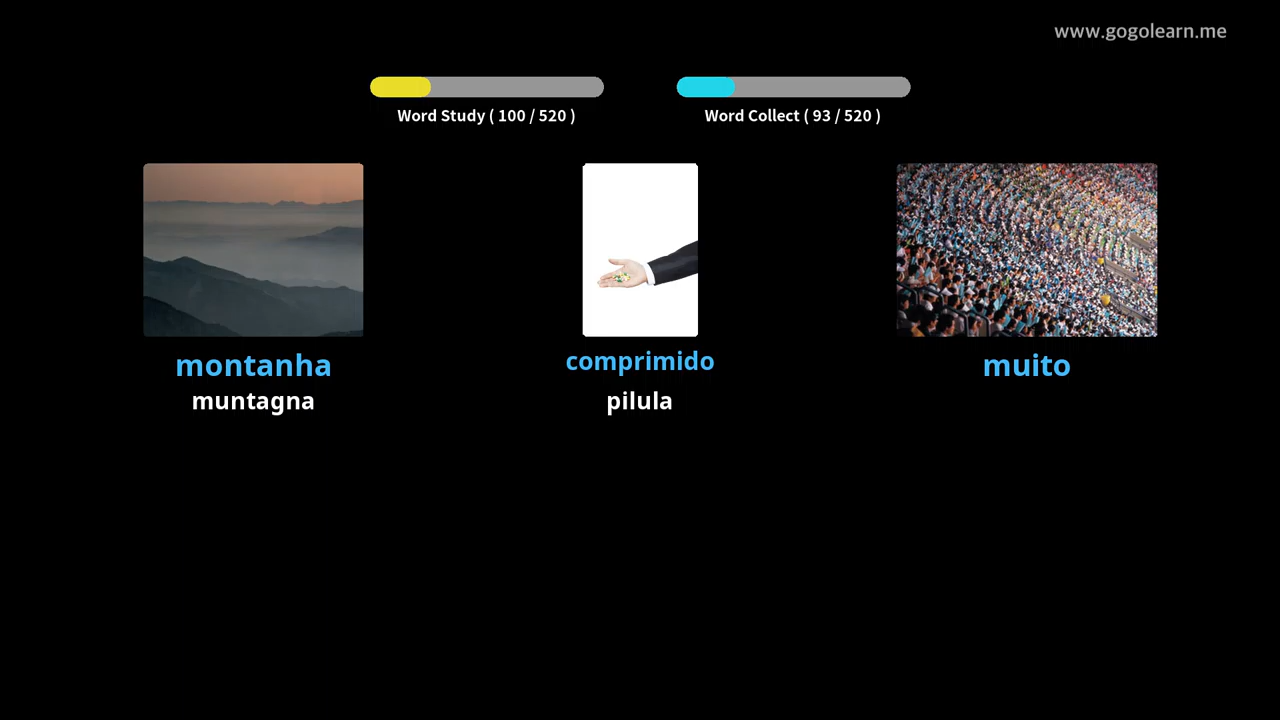 www.gogolearn.me
Word Study ( 100 / 520 )
Word Collect ( 93 / 520 )
montanha
muntagna
comprimido
pilula
muito